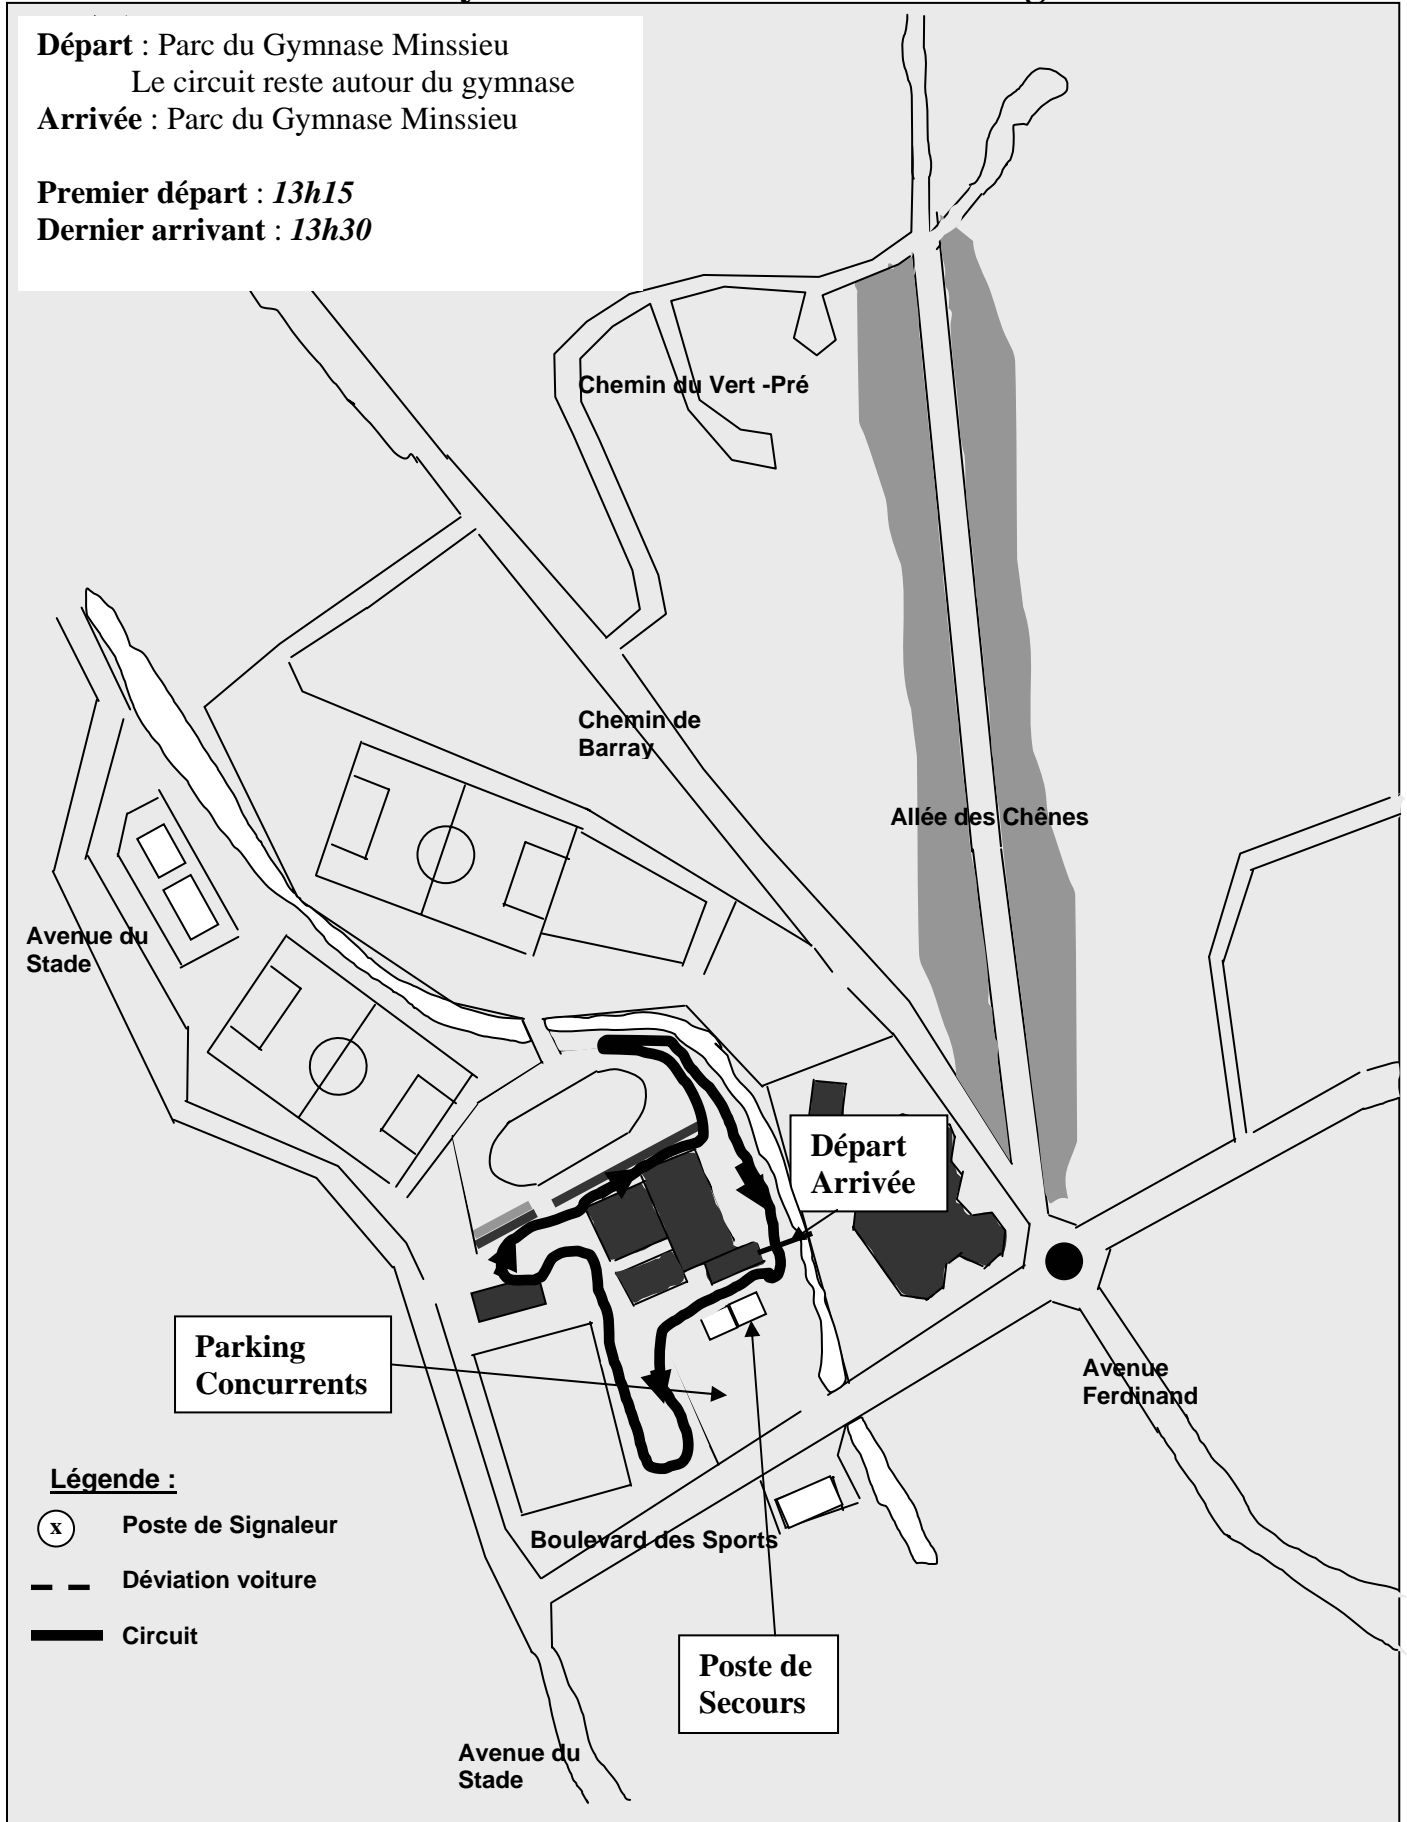 Départ : Parc du Gymnase Minssieu
Le circuit reste autour du gymnase
Arrivée : Parc du Gymnase Minssieu
Premier départ : 13h15
Dernier arrivant : 13h30
Chemin du Vert -Pré
Chemin de
Barray
Allée des Chênes
Avenue du
Stade
Départ
Arrivée
Parking
Concurrents
Avenue
Ferdinand
Légende :
x Poste de Signaleur
Déviation voiture
Circuit
Boulevard des Sports
Poste de
Secours
Avenue du
Stade